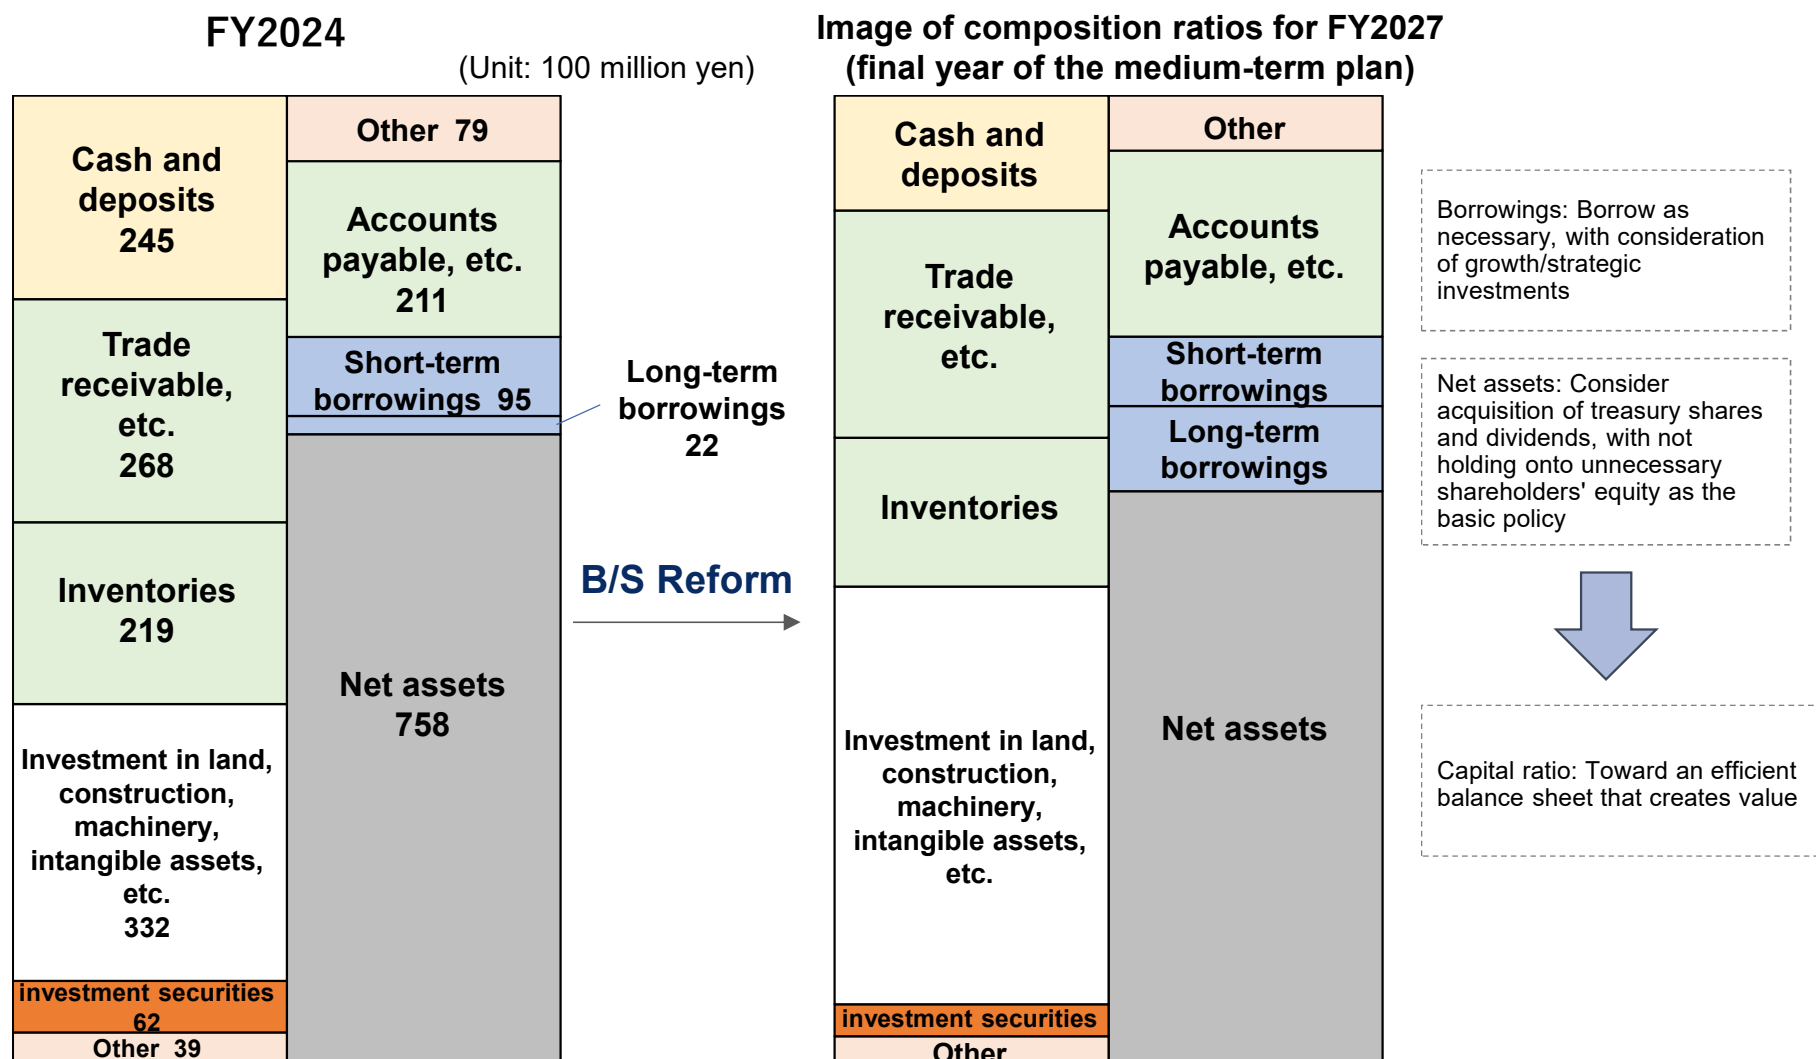 FY2024
(Unit: 100 million yen)
Cash and
deposits
245
Trade
receivable,
etc.
268
Inventories
219
Investment in land,
construction,
machinery,
intangible assets,
etc.
332
investment securities
62
Other 39
Other 79
Accounts
payable, etc.
211
Short-term
borrowings 95
Long-term
borrowings
22
Net assets
758
B/S Reform
Image of composition ratios for FY2027
(final year of the medium-term plan)
Cash and
deposits
Trade
receivable,
etc.
Inventories
Investment in land,
construction,
machinery,
intangible assets,
etc.
investment securities
Other
Other
Accounts
payable, etc.
Short-term
borrowings
Long-term
borrowings
Net assets
Borrowings: Borrow as
necessary, with consideration
of growth/strategic
investments
Net assets: Consider
acquisition of treasury shares
and dividends, with not
holding onto unnecessary
shareholders' equity as the
basic policy
Capital ratio: Toward an efficient
balance sheet that creates value